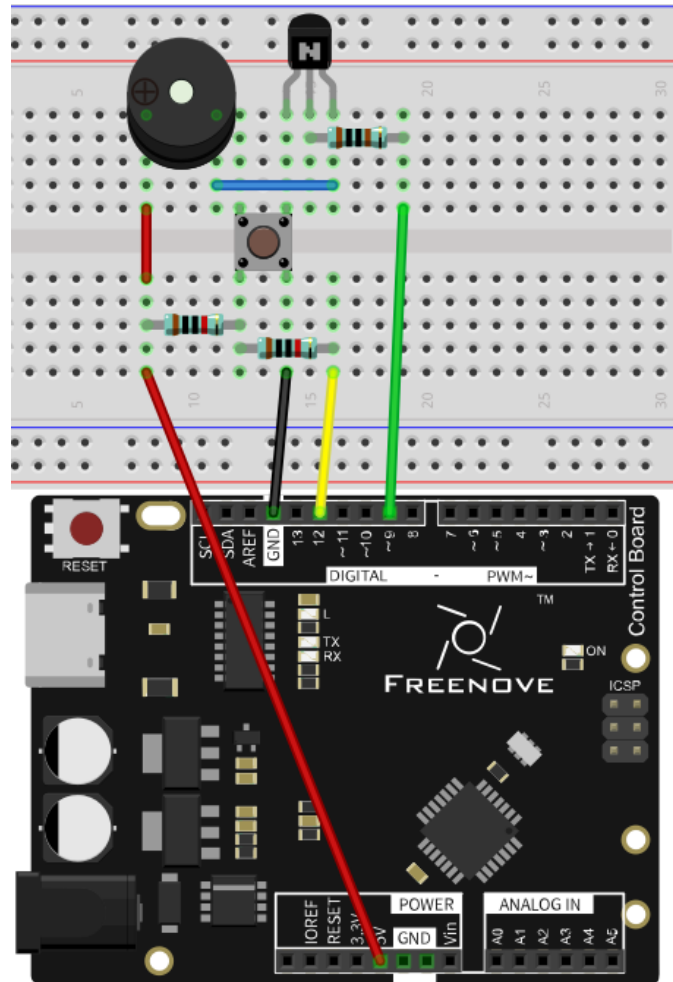 N
5
15
20
25
30
5
10
15
20
25
30
RESET
SCL
SDA
AREF
GND
13
12
~11
~10
~9
8
7
~6
~5
4
~3
2
TX→1
RX←0
DIGITAL - PWM~
Control Board
L
TX
RX
TM
ON
FREENOVE
ICSP
POWER
ANALOG IN
IOREF
RESET
3.3V
5V
GND
Vin
A0
A1
A2
A3
A4
A5